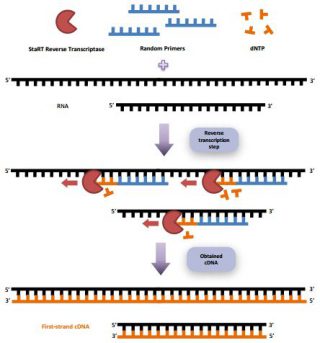 StaRT Reverse Transcriptase
Random Primers
dNTP
5'
3'
RNA
5'
3'
Reverse
transcription
step
5'
3'
5'
3'
Obtained
cDNA
5'
3'
3'
5'
First-strand cDNA
5'
3'
3'
5'